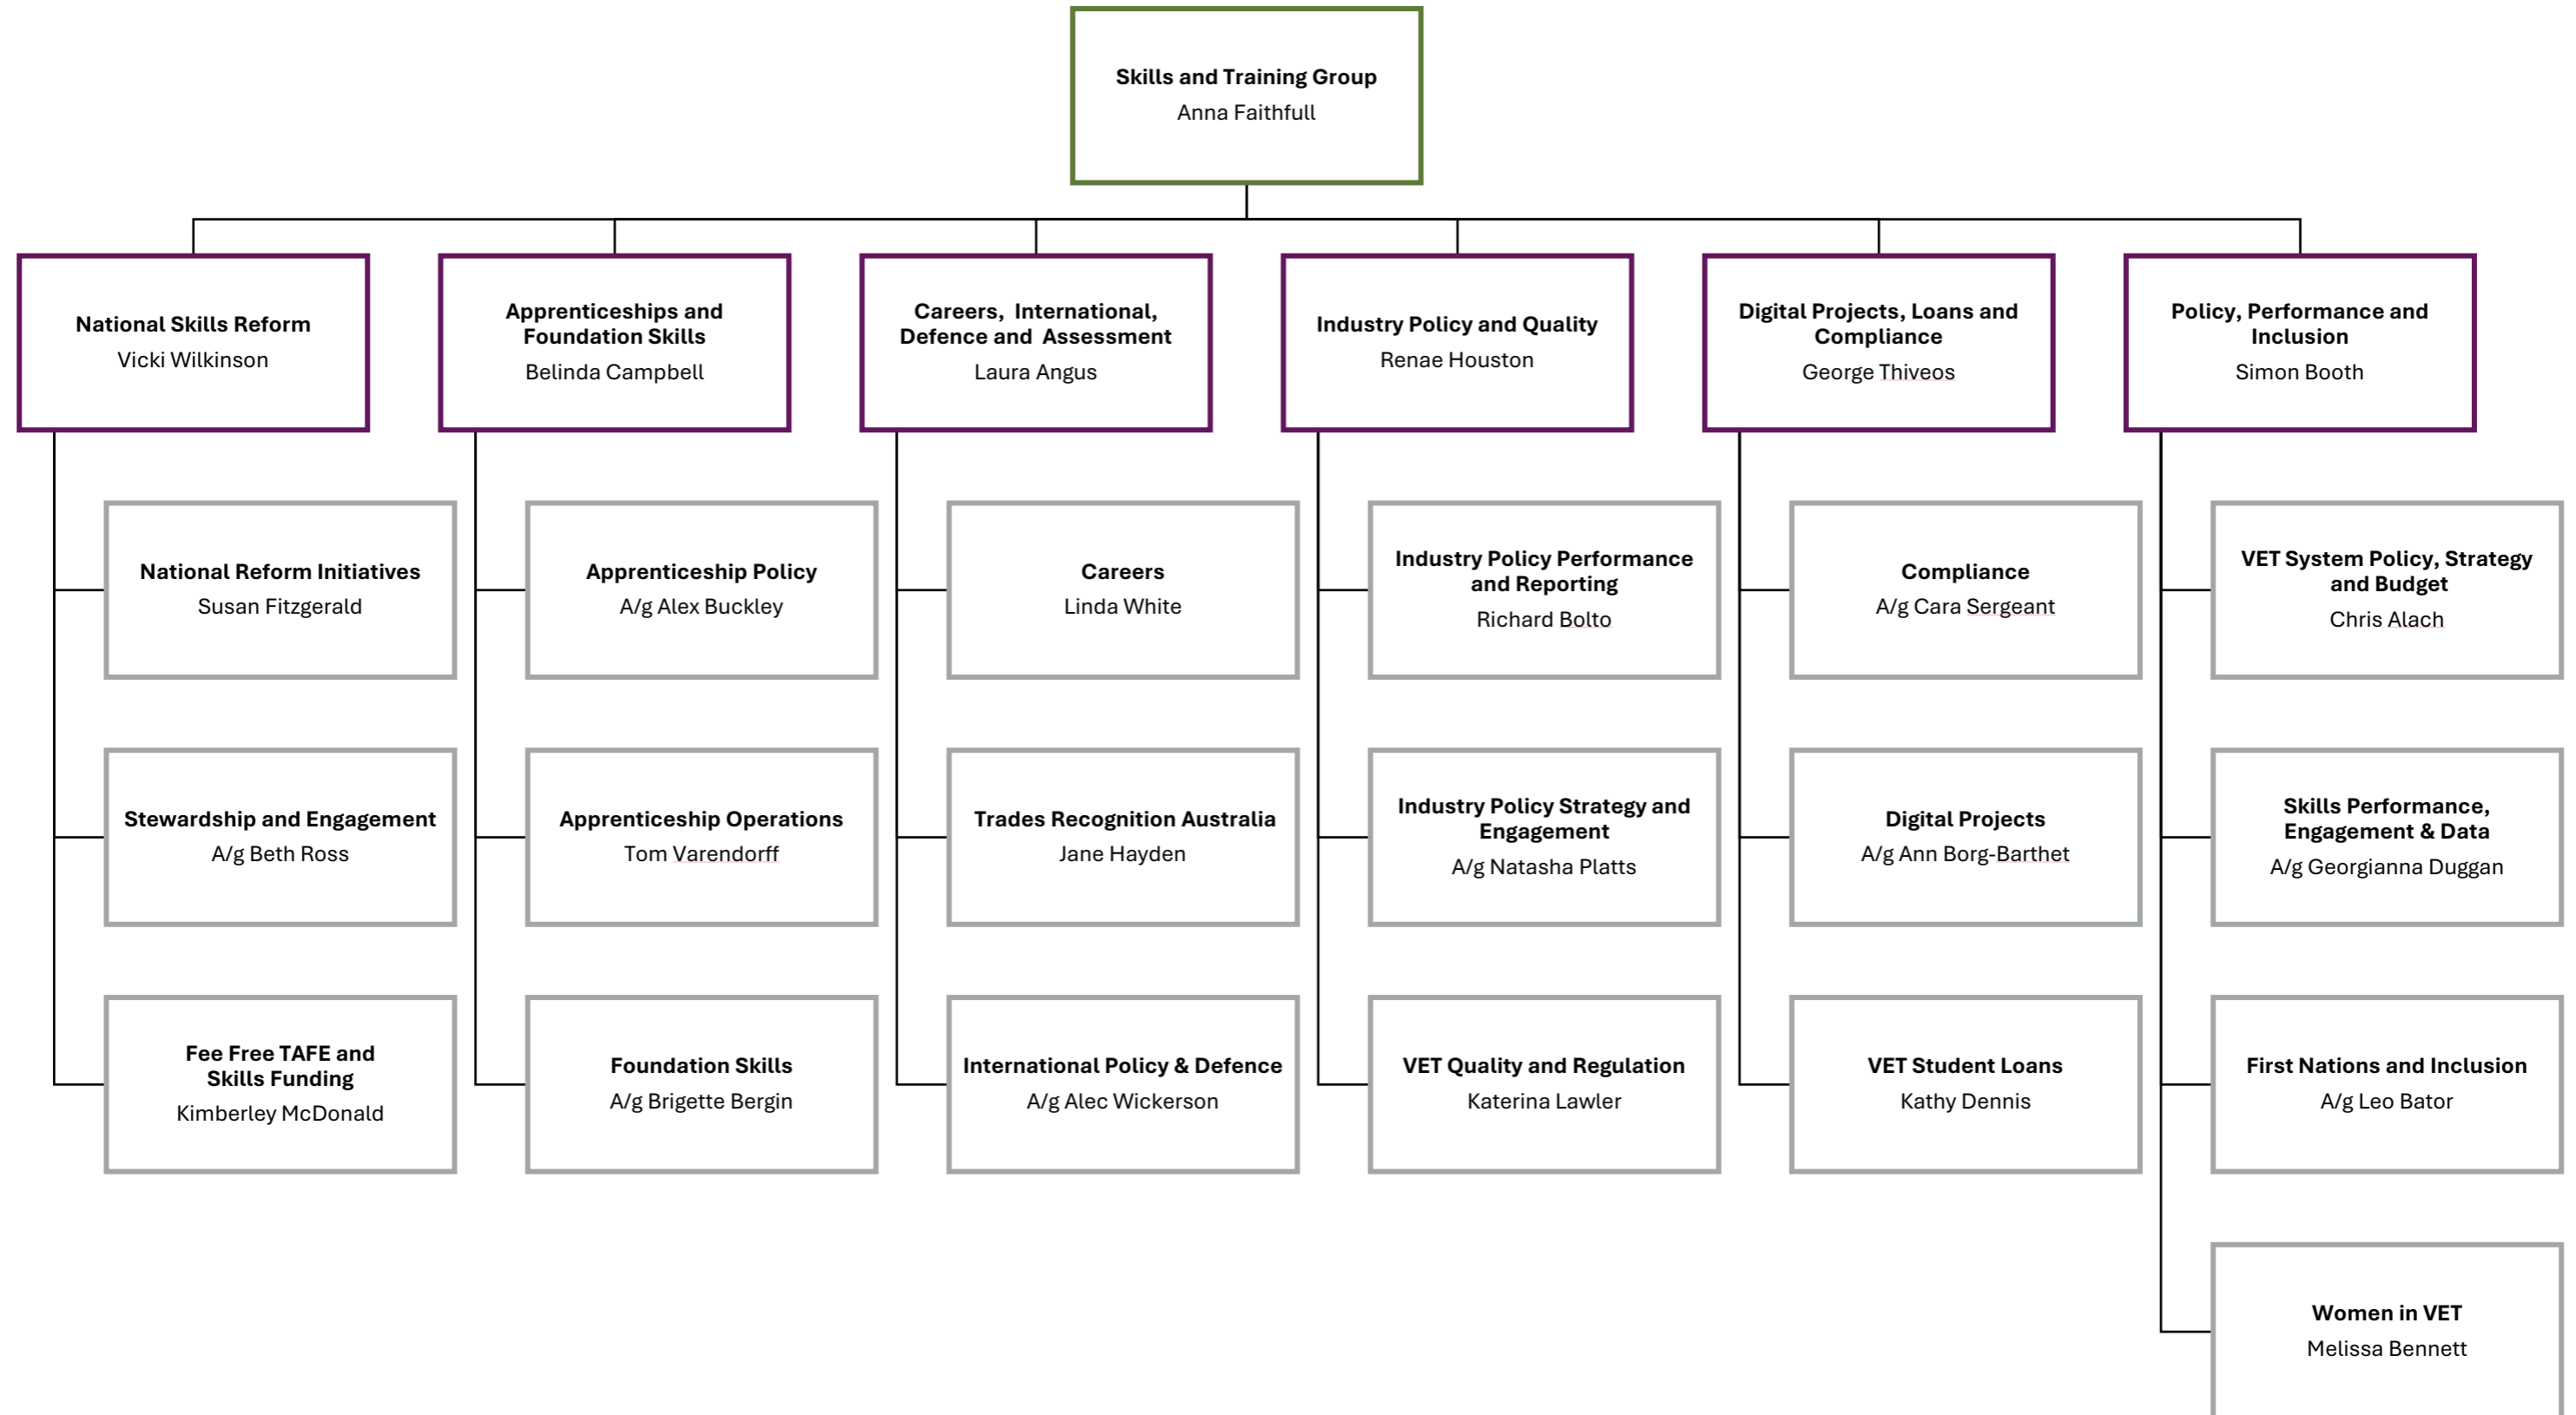 Skills and Training Group
Anna Faithfull
National Skills Reform
Vicki Wilkinson
Apprenticeships and
Foundation Skills
Belinda Campbell
Careers,  International,
Defence and  Assessment
Laura Angus
Industry Policy and Quality
Renae Houston
Digital Projects, Loans and
Compliance
George Thiveos
Policy, Performance and
Inclusion
Simon Booth
National Reform Initiatives
Susan Fitzgerald
Apprenticeship Policy
A/g Alex Buckley
Careers
Linda White
Industry Policy Performance
and Reporting
Richard Bolto
Compliance
A/g Cara Sergeant
VET System Policy, Strategy
and Budget
Chris Alach
Stewardship and Engagement
A/g Beth Ross
Apprenticeship Operations
Tom Varendorff
Trades Recognition Australia
Jane Hayden
Industry Policy Strategy and
Engagement
A/g Natasha Platts
Digital Projects
A/g Ann Borg-Barthet
Skills Performance,
Engagement & Data
A/g Georgianna Duggan
Fee Free TAFE and
Skills Funding
Kimberley McDonald
Foundation Skills
A/g Brigette Bergin
International Policy & Defence
A/g Alec Wickerson
VET Quality and Regulation
Katerina Lawler
VET Student Loans
Kathy Dennis
First Nations and Inclusion
A/g Leo Bator
Women in VET
Melissa Bennett